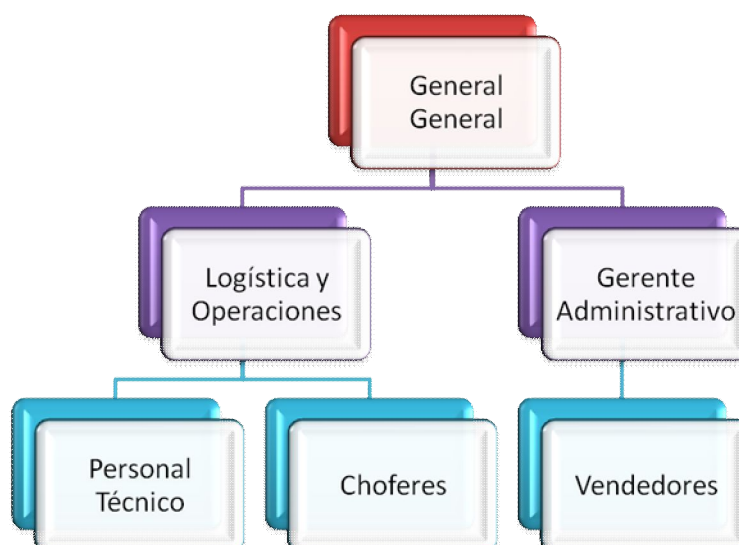 General
General
Logística y
Operaciones
Gerente
Administrativo
Personal
Técnico
Choferes
Vendedores